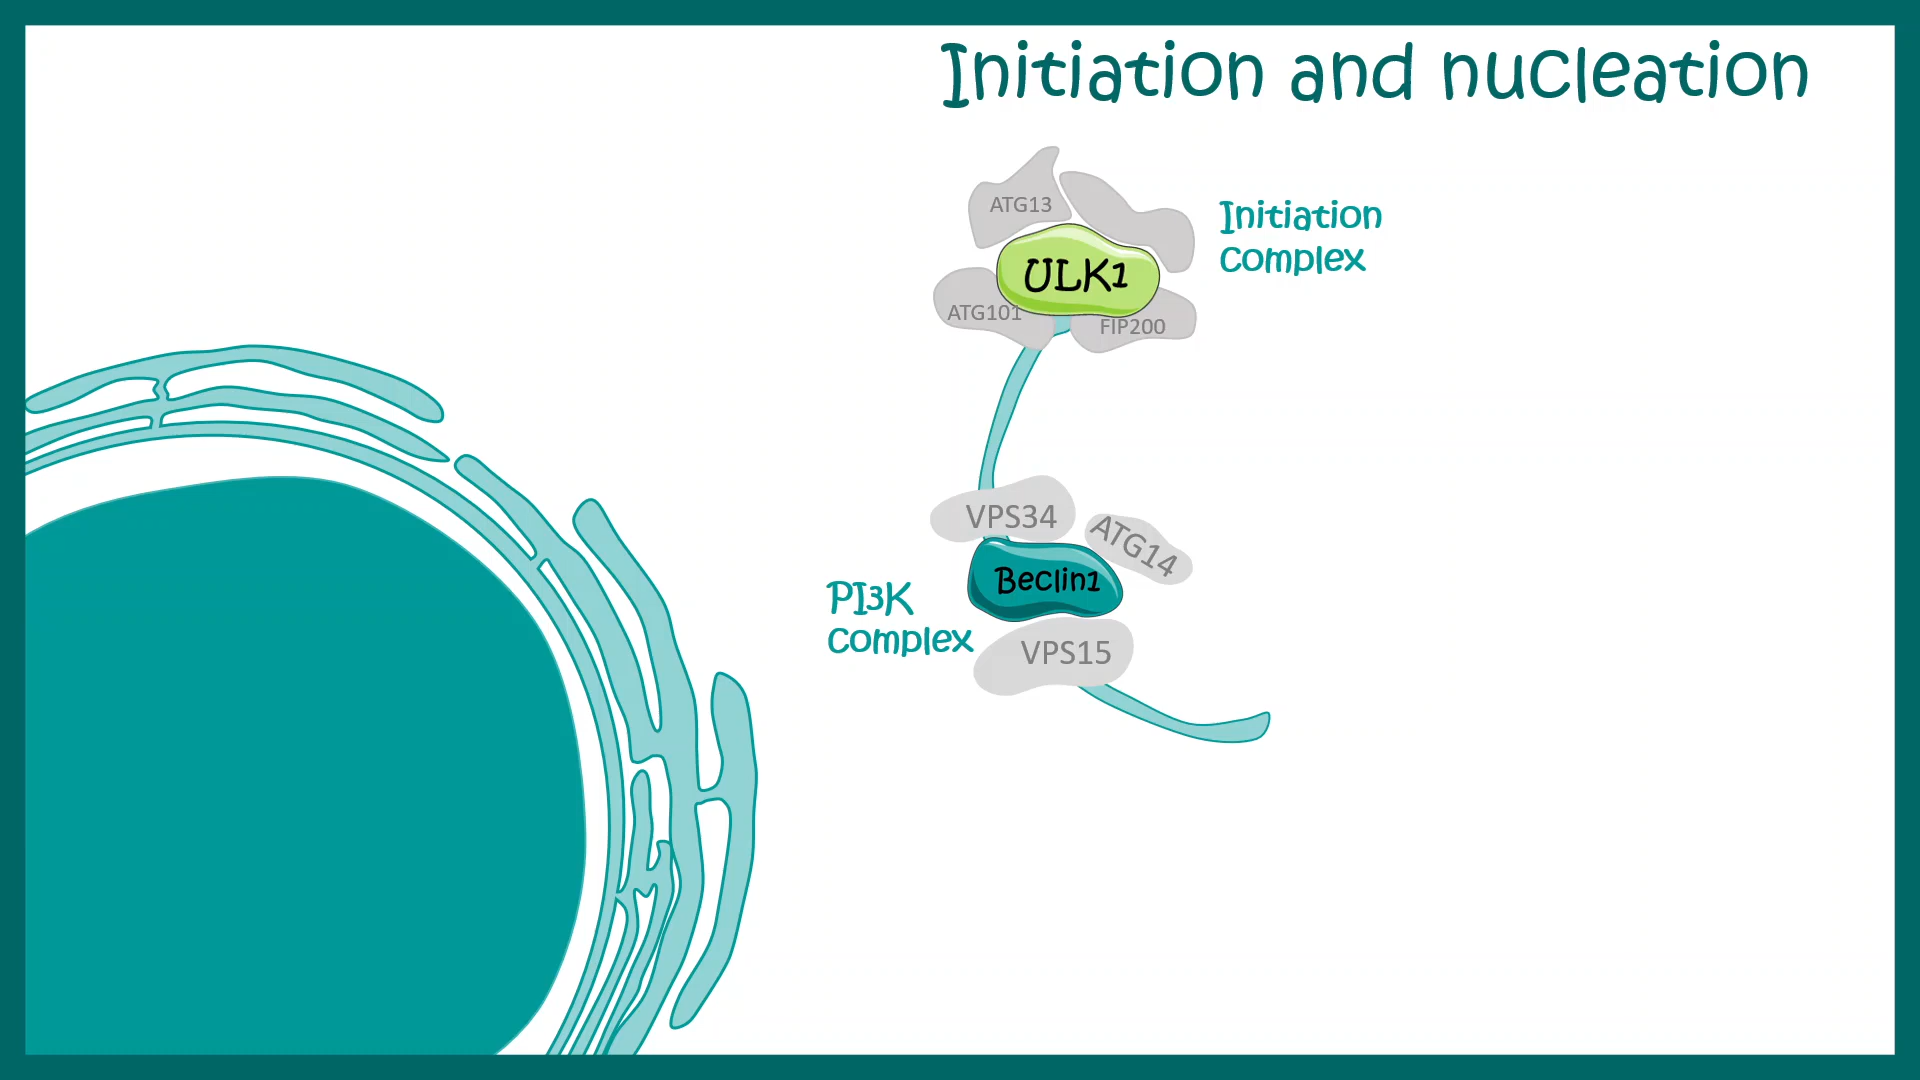 Initiation and nucleation
ATG13
Initiation
complex
ULK1
ATG101
FIP200
VPS34
ATG14
Beclin1
PI3K
complex
VPS15